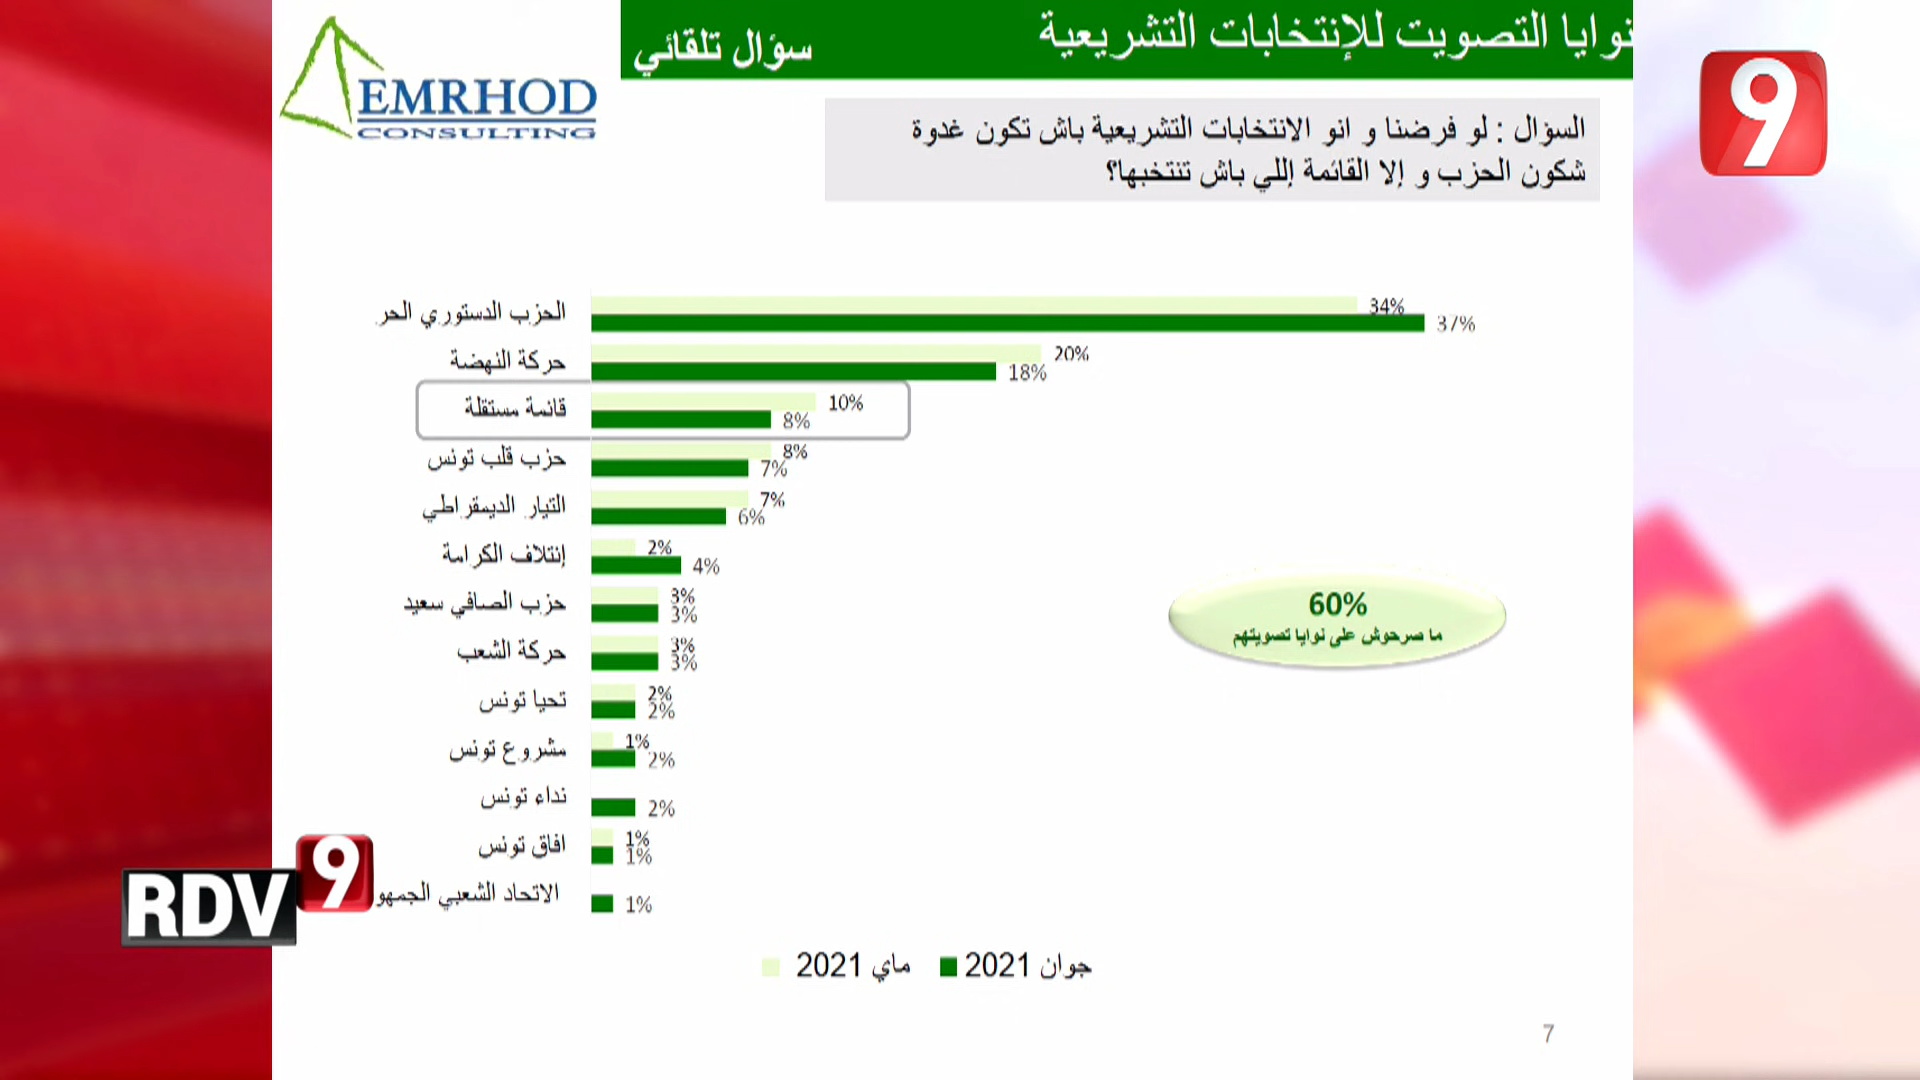 EMRHOD
CONSULTING
نوايا التصويت للإنتخابات التشريعية
سؤال تلقائي
9
السؤال : لو فرضنا و انو الانتخابات التشريعية باش تكون غدوة
شكون الحزب و إلا القائمة إللي باش تنتخبها؟
الحزب الدستوري الحر
34%
37%
حركة النهضة
20%
18%
قائمة مستقلة
10%
8%
حزب قلب تونس
8%
7%
التيار الديمقراطي
7%
6%
إئتلاف الكرامة
2%
4%
حزب الصافي سعيد
3%
3%
حركة الشعب
3%
3%
تحيا تونس
2%
2%
مشروع تونس
1%
2%
نداء تونس
2%
افاق تونس
1%
1%
الاتحاد الشعبي الجمهو
1%
60%
ما صرحوش على نوايا تصويتهم
ماي 2021
جوان 2021
RDV 9
7